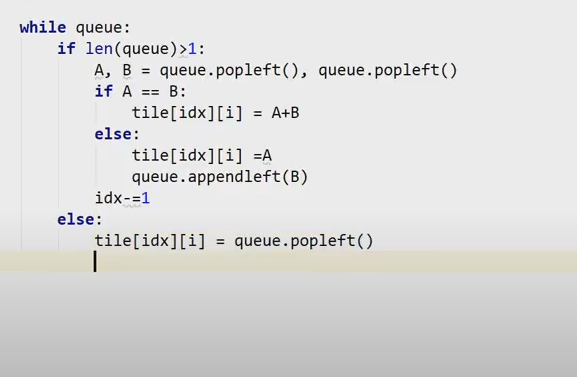 while queue:
    if len(queue)>1:
        A, B = queue.popleft(), queue.popleft()
        if A == B:
            tile[idx][i] = A+B
        else:
            tile[idx][i] =A
            queue.appendleft(B)
        idx-=1
    else:
        tile[idx][i] = queue.popleft()